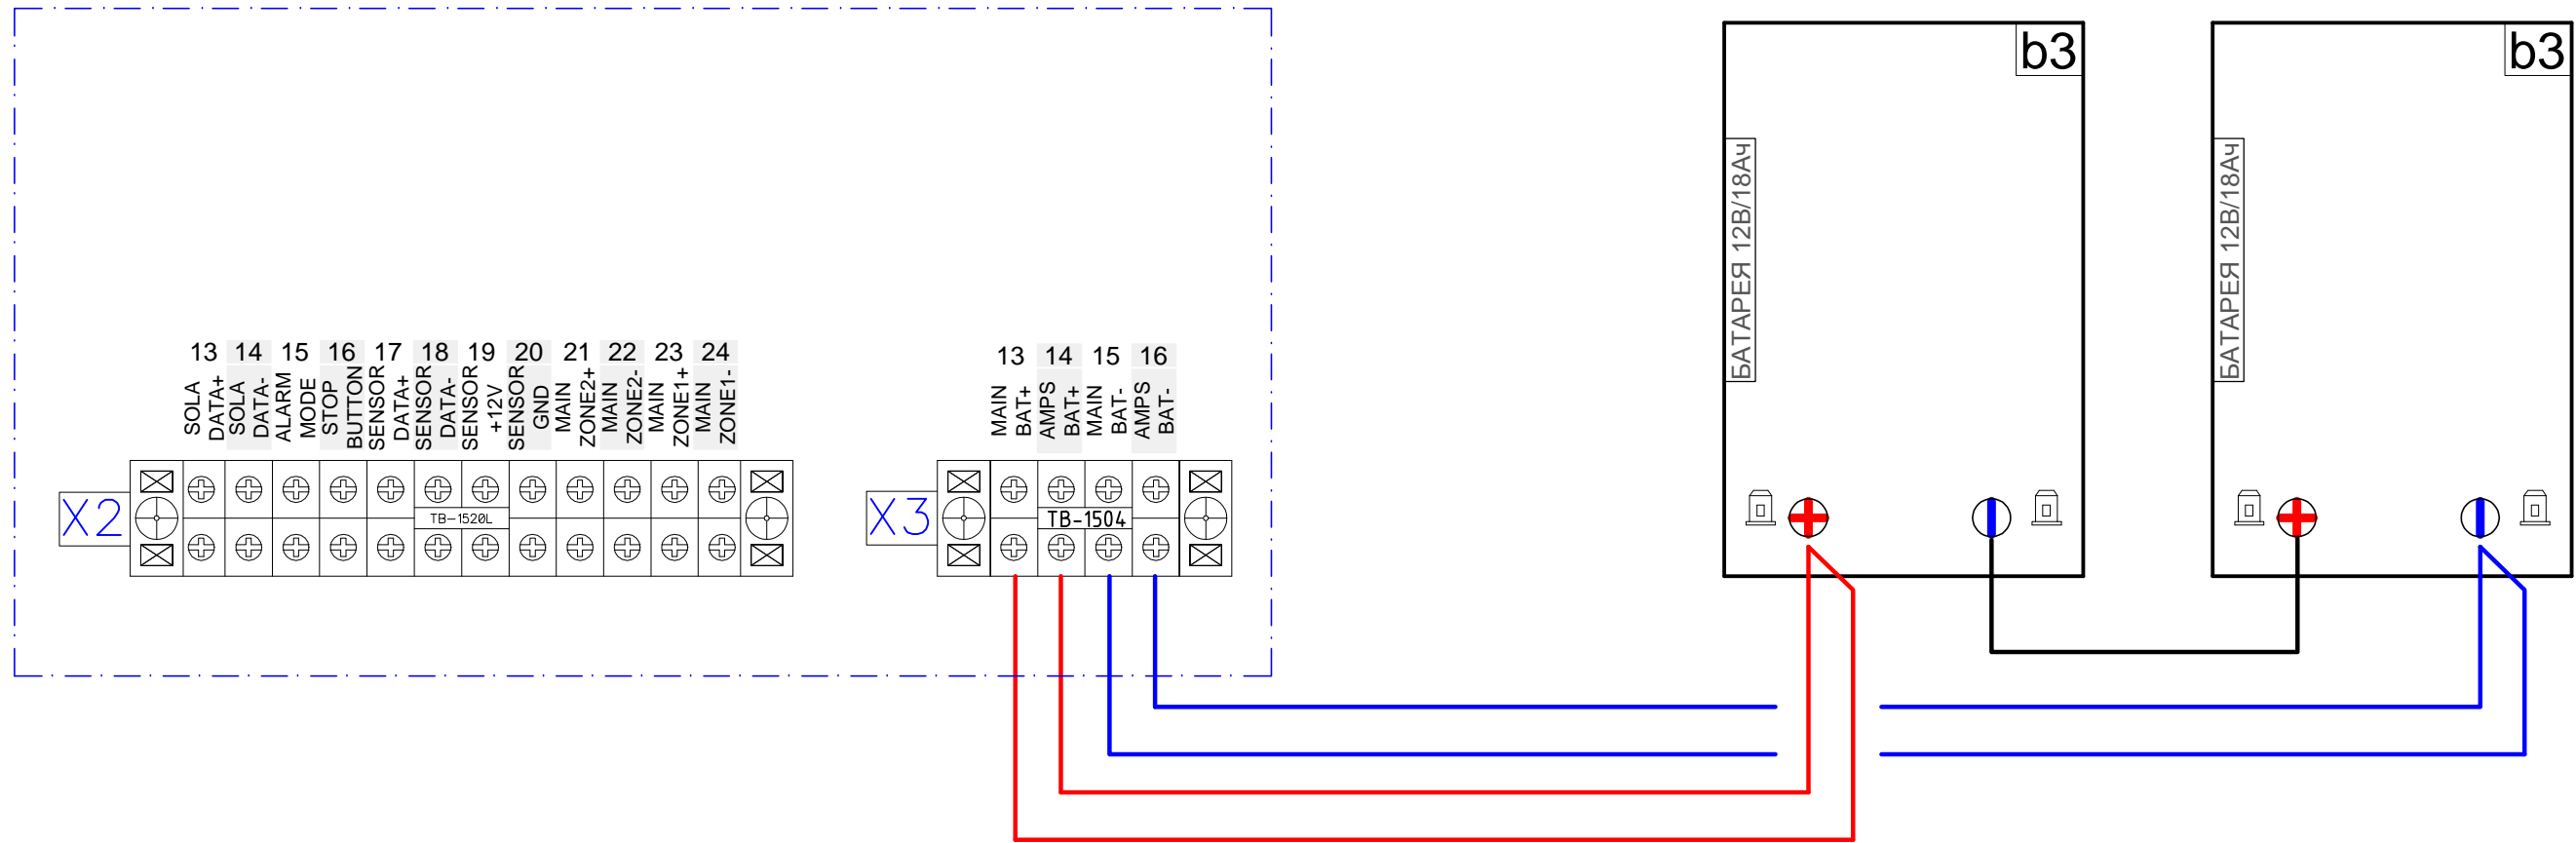 b3
b3
БАТАРЕЯ 12В/18Ач
БАТАРЕЯ 12В/18Ач
13 14 15 16 17 18 19 20 21 22 23 24
SOLA
DATA+
SOLA
DATA-
ALARM
MODE
STOP
BUTTON
SENSOR
DATA+
SENSOR
DATA-
SENSOR
+12V
SENSOR
GND
MAIN
ZONE2+
MAIN
ZONE2-
MAIN
ZONE1+
MAIN
ZONE1-
13 14 15 16
MAIN
BAT+
AMPS
BAT+
MAIN
BAT-
AMPS
BAT-
X2
TB-1520L
X3
TB-1504